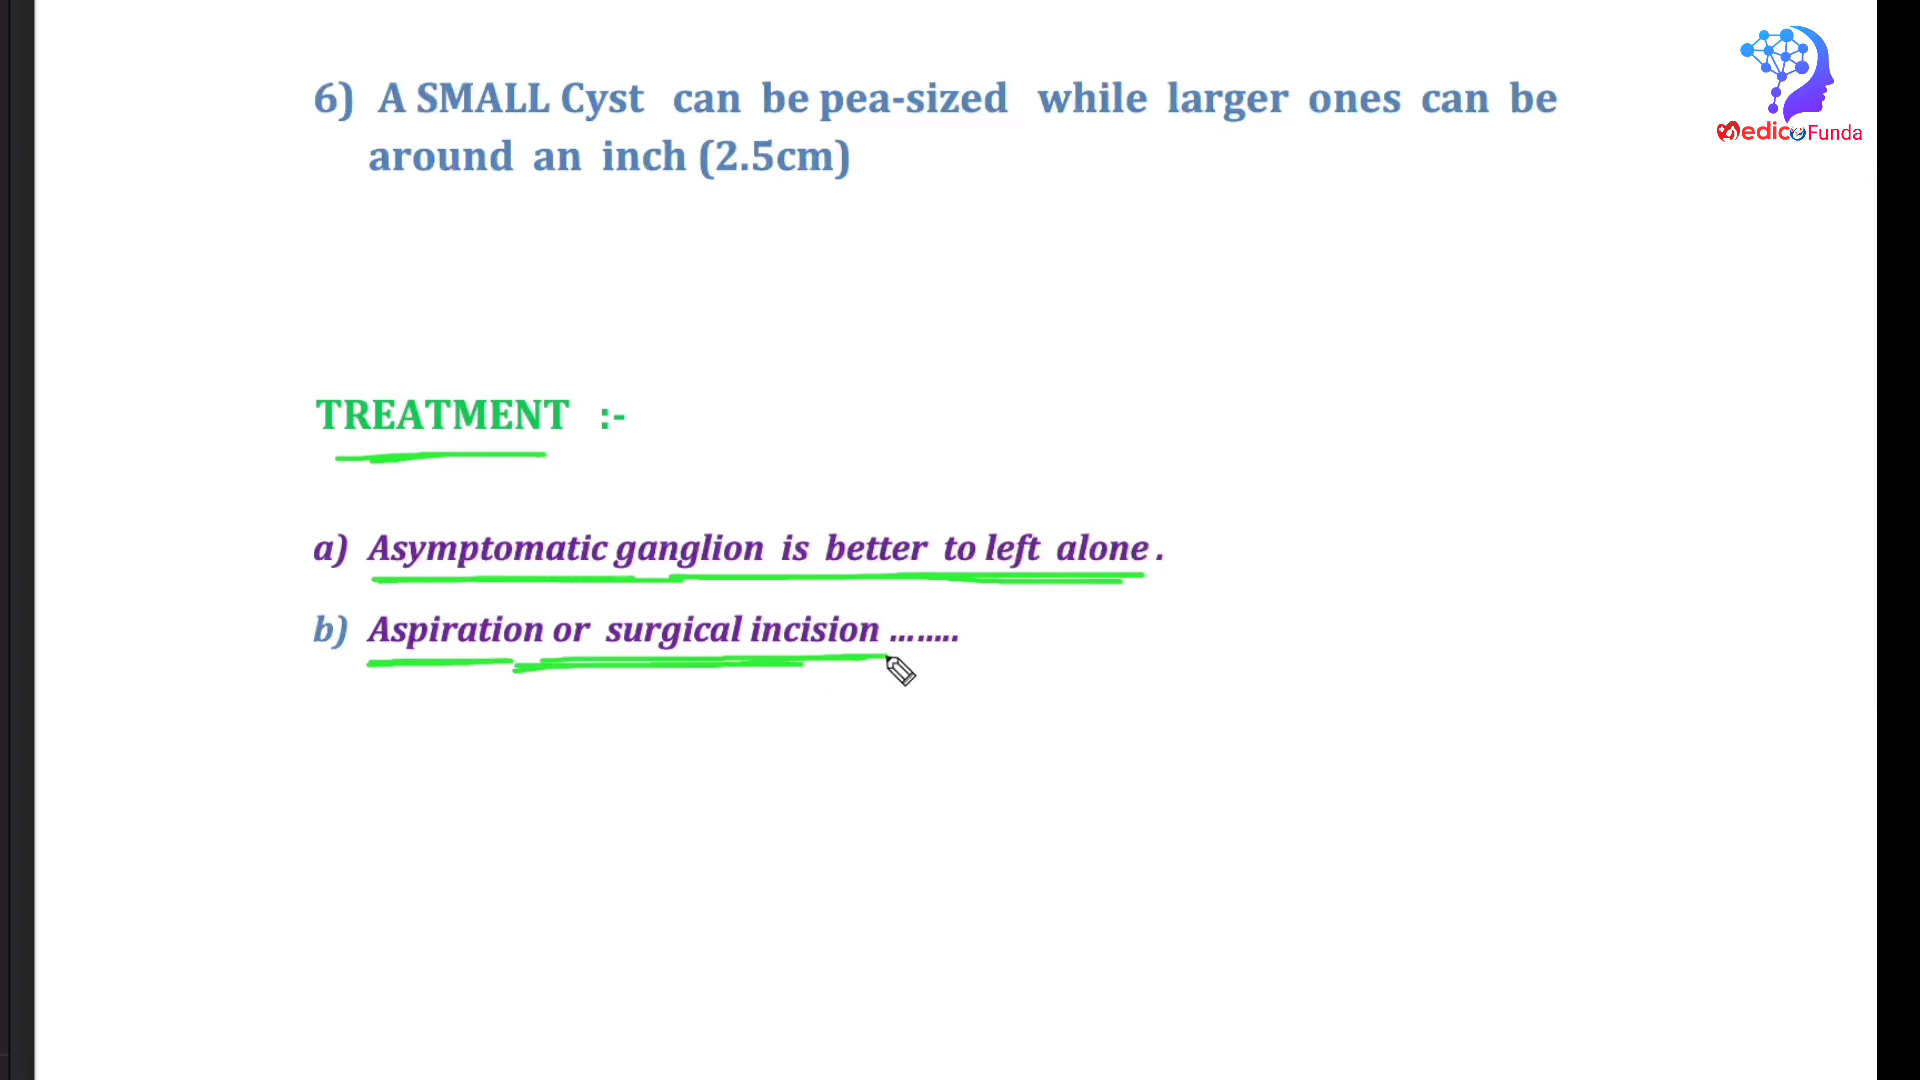 6) A SMALL Cyst can be pea-sized while larger ones can be
around an inch (2.5cm)
MedicoFunda
TREATMENT :-
a) Asymptomatic ganglion is better to left alone .
b) Aspiration or surgical incision ........